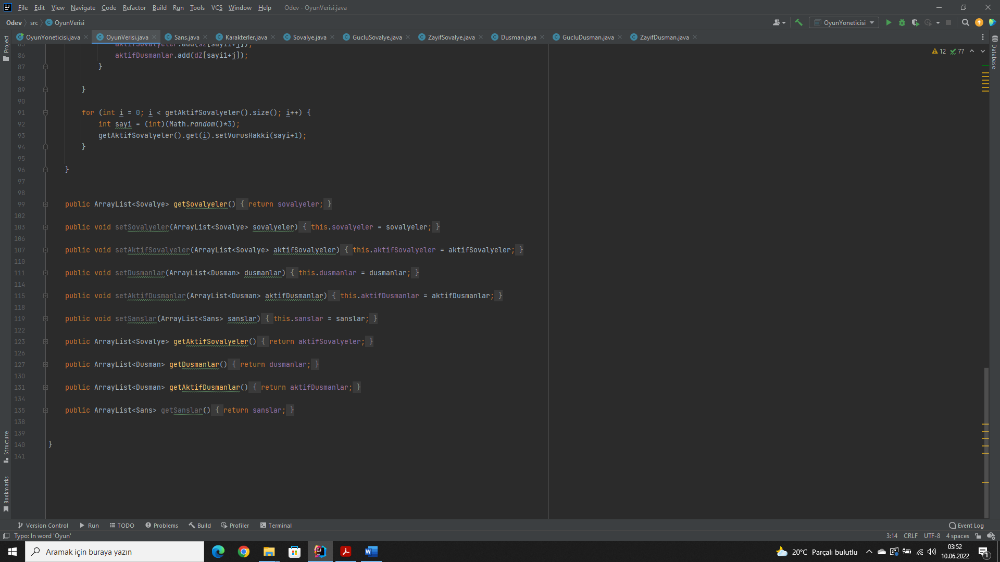 File Edit View Navigate Code Refactor Build Run Tools VCS Window Help Odev - OyunVerisi.java
Odev src OyunVerisi OyunYoneticisi
OyunYoneticisi.java OyunVerisi.java Sans.java Karakterler.java Sovalye.java GucluSovalye.java ZayifSovalye.java Dusman.java GucluDusman.java ZayifDusman.java
12 77
Project
Database
Structure
Bookmarks
85 aktifSovalyeler.add(sZ[sayi1+j]);
86 aktifDusmanlar.add(dZ[sayi1+j]);
87 }
88
89 }
90
91 for (int i = 0; i < getAktifSovalyeler().size(); i++) {
92 int sayi = (int)(Math.random()*3);
93 getAktifSovalyeler().get(i).setVurusHakki(sayi+1);
94 }
95
96 }
97
98
99 public ArrayList<Sovalye> getSovalyeler() { return sovalyeler; }
102
103 public void setSovalyeler(ArrayList<Sovalye> sovalyeler) { this.sovalyeler = sovalyeler; }
106
107 public void setAktifSovalyeler(ArrayList<Sovalye> aktifSovalyeler) { this.aktifSovalyeler = aktifSovalyeler; }
110
111 public void setDusmanlar(ArrayList<Dusman> dusmanlar) { this.dusmanlar = dusmanlar; }
114
115 public void setAktifDusmanlar(ArrayList<Dusman> aktifDusmanlar) { this.aktifDusmanlar = aktifDusmanlar; }
118
119 public void setSanslar(ArrayList<Sans> sanslar) { this.sanslar = sanslar; }
122
123 public ArrayList<Sovalye> getAktifSovalyeler() { return aktifSovalyeler; }
126
127 public ArrayList<Dusman> getDusmanlar() { return dusmanlar; }
130
131 public ArrayList<Dusman> getAktifDusmanlar() { return aktifDusmanlar; }
134
135 public ArrayList<Sans> getSanslar() { return sanslar; }
138
139
140 }
141
Version Control Run TODO Problems Build Profiler Terminal Event Log
Typo: In word 'Oyun' 3:14 CRLF UTF-8 4 spaces
Aramak için buraya yazın 20°C Parçalı bulutlu 03:52
10.06.2022 1